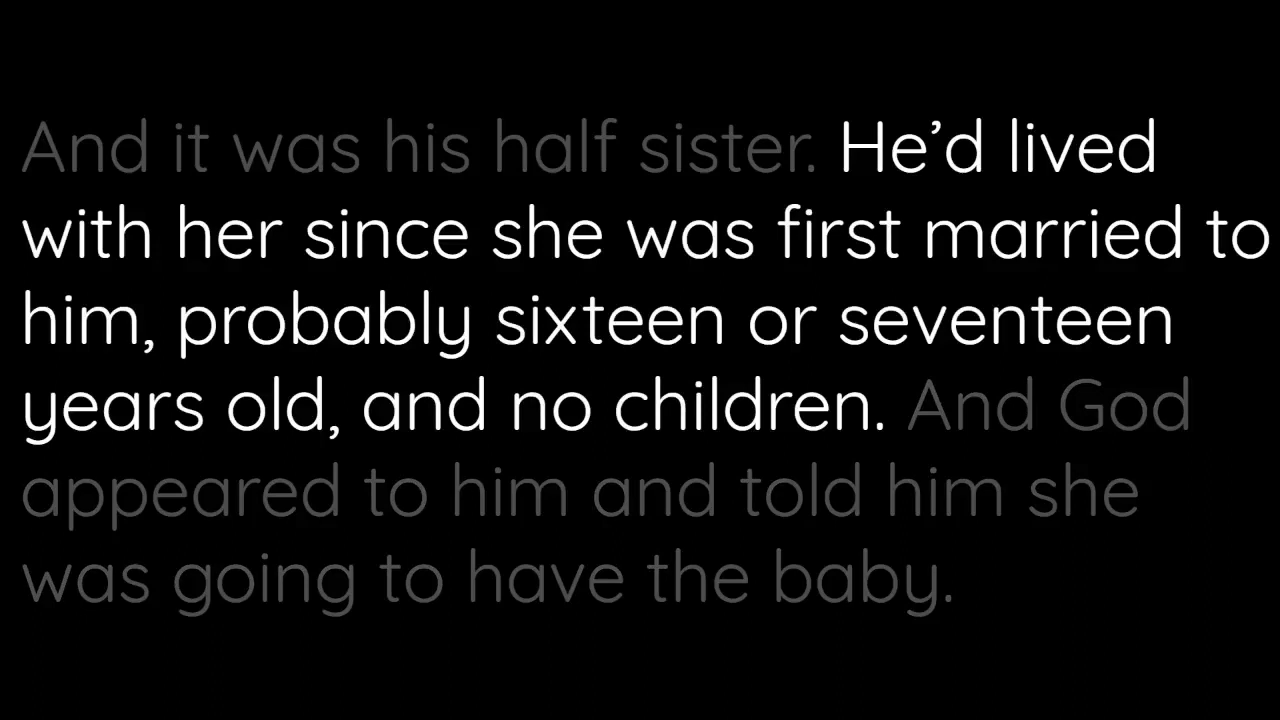 And it was his half sister. He’d lived
with her since she was first married to
him, probably sixteen or seventeen
years old, and no children. And God
appeared to him and told him she
was going to have the baby.